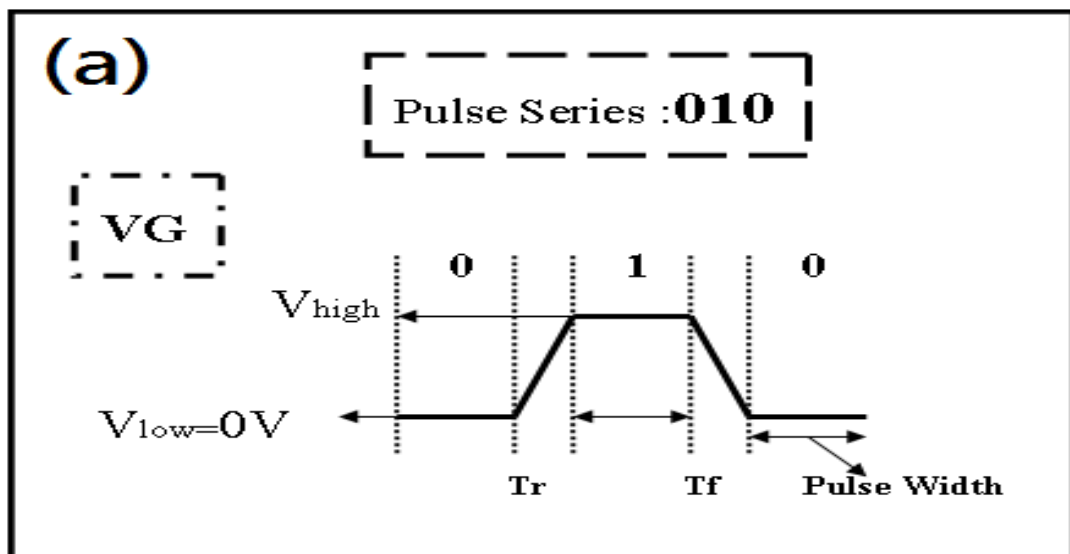 (a)
Pulse Series :010
VG
0 1 0
Vhigh
Vlow=0V
Tr Tf Pulse Width